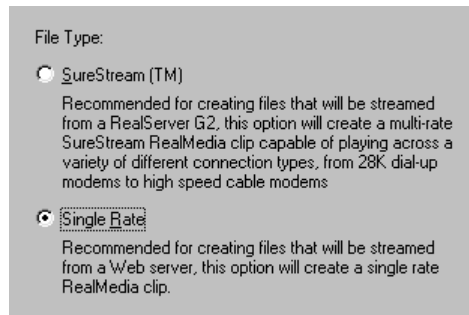 File Type:
SureStream (TM)
Recommended for creating files that will be streamed
from a RealServer G2, this option will create a multi-rate
SureStream RealMedia clip capable of playing across a
variety of different connection types, from 28K dial-up
modems to high speed cable modems
Single Rate
Recommended for creating files that will be streamed
from a Web server, this option will create a single rate
RealMedia clip.